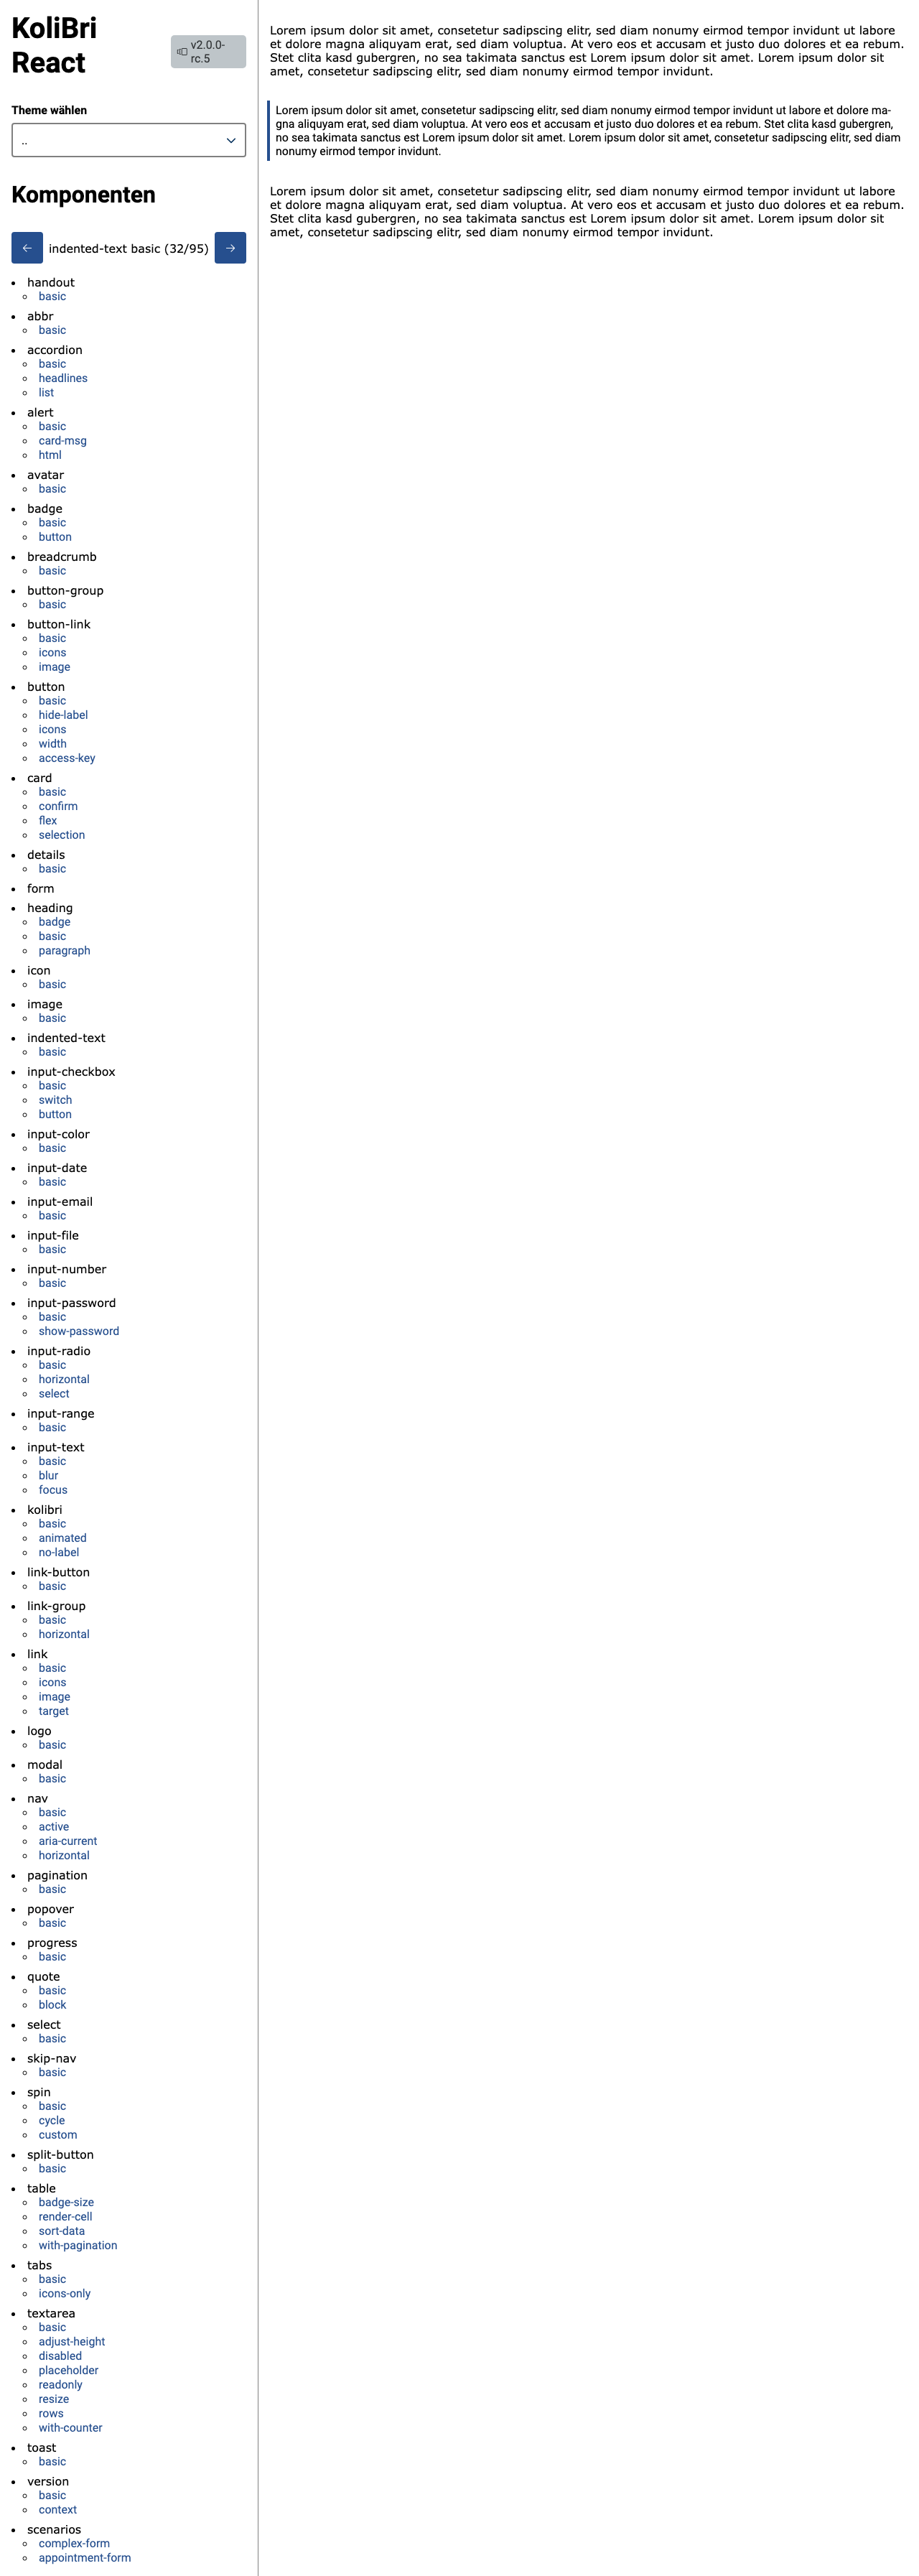 KoliBri
React
v2.0.0-
rc.5
Theme wählen
..
Komponenten
← indented-text basic (32/95) →
handout
basic
abbr
basic
accordion
basic
headlines
list
alert
basic
card-msg
html
avatar
basic
badge
basic
button
breadcrumb
basic
button-group
basic
button-link
basic
icons
image
button
basic
hide-label
icons
width
access-key
card
basic
confirm
flex
selection
details
basic
form
heading
badge
basic
paragraph
icon
basic
image
basic
indented-text
basic
input-checkbox
basic
switch
button
input-color
basic
input-date
basic
input-email
basic
input-file
basic
input-number
basic
input-password
basic
show-password
input-radio
basic
horizontal
select
input-range
basic
input-text
basic
blur
focus
kolibri
basic
animated
no-label
link-button
basic
link-group
basic
horizontal
link
basic
icons
image
target
logo
basic
modal
basic
nav
basic
active
aria-current
horizontal
pagination
basic
popover
basic
progress
basic
quote
basic
block
select
basic
skip-nav
basic
spin
basic
cycle
custom
split-button
basic
table
badge-size
render-cell
sort-data
with-pagination
tabs
basic
icons-only
textarea
basic
adjust-height
disabled
placeholder
readonly
resize
rows
with-counter
toast
basic
version
basic
context
scenarios
complex-form
appointment-form
Lorem ipsum dolor sit amet, consetetur sadipscing elitr, sed diam nonumy eirmod tempor invidunt ut labore
et dolore magna aliquyam erat, sed diam voluptua. At vero eos et accusam et justo duo dolores et ea rebum.
Stet clita kasd gubergren, no sea takimata sanctus est Lorem ipsum dolor sit amet. Lorem ipsum dolor sit
amet, consetetur sadipscing elitr, sed diam nonumy eirmod tempor invidunt.
Lorem ipsum dolor sit amet, consetetur sadipscing elitr, sed diam nonumy eirmod tempor invidunt ut labore et dolore ma-
gna aliquyam erat, sed diam voluptua. At vero eos et accusam et justo duo dolores et ea rebum. Stet clita kasd gubergren,
no sea takimata sanctus est Lorem ipsum dolor sit amet. Lorem ipsum dolor sit amet, consetetur sadipscing elitr, sed diam
nonumy eirmod tempor invidunt.
Lorem ipsum dolor sit amet, consetetur sadipscing elitr, sed diam nonumy eirmod tempor invidunt ut labore
et dolore magna aliquyam erat, sed diam voluptua. At vero eos et accusam et justo duo dolores et ea rebum.
Stet clita kasd gubergren, no sea takimata sanctus est Lorem ipsum dolor sit amet. Lorem ipsum dolor sit
amet, consetetur sadipscing elitr, sed diam nonumy eirmod tempor invidunt.